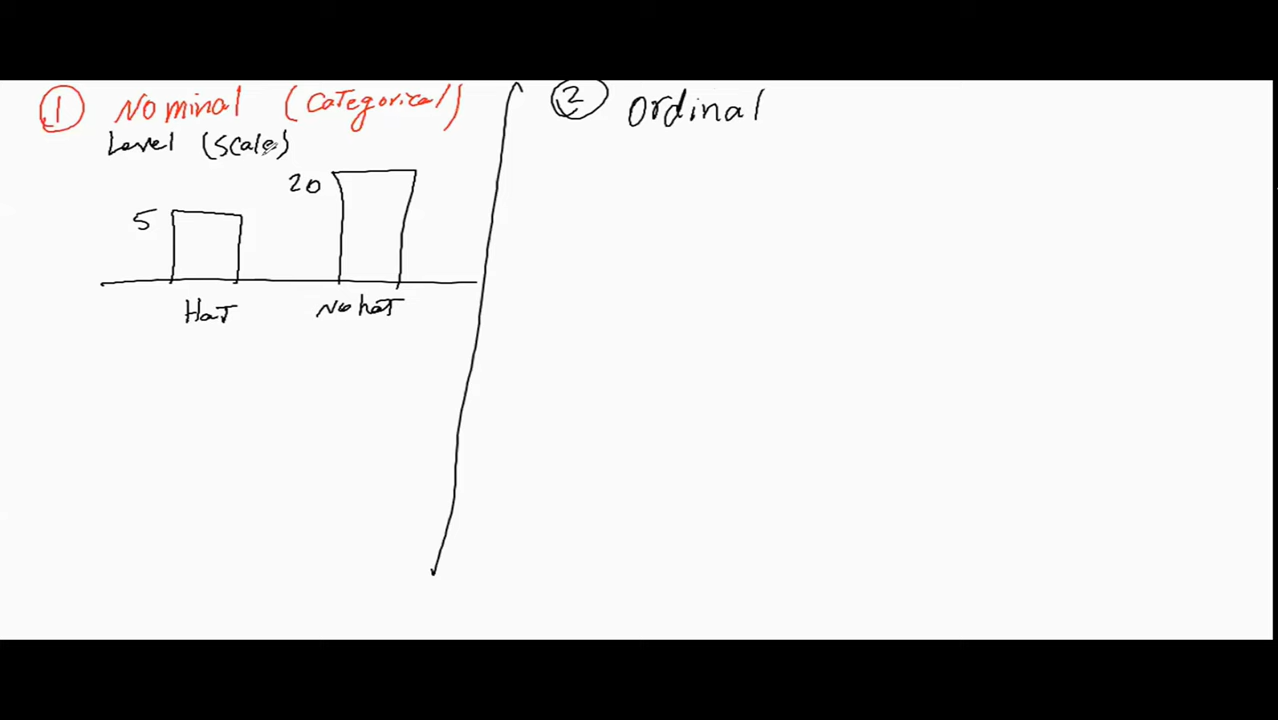 1 Nominal (Categorical)
Level (Scale)
5
20
Hat
No hat
2 ordinal